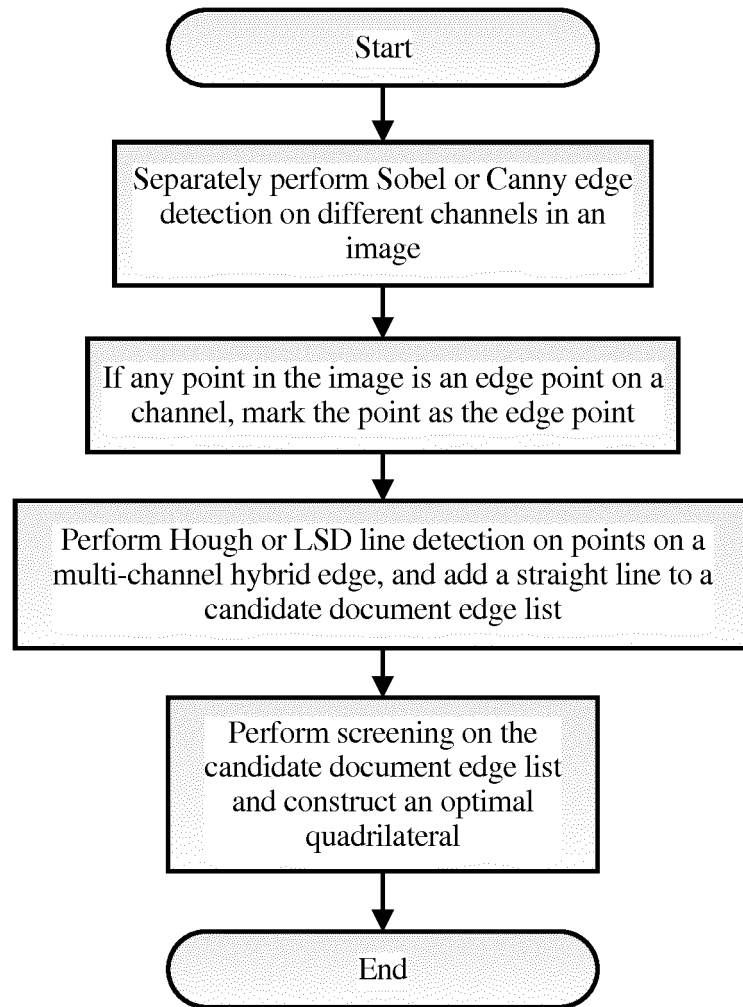 Start
Separately perform Sobel or Canny edge
detection on different channels in an
image
If any point in the image is an edge point on a
channel, mark the point as the edge point
Perform Hough or LSD line detection on points on a
multi-channel hybrid edge, and add a straight line to a
candidate document edge list
Perform screening on the
candidate document edge list
and construct an optimal
quadrilateral
End